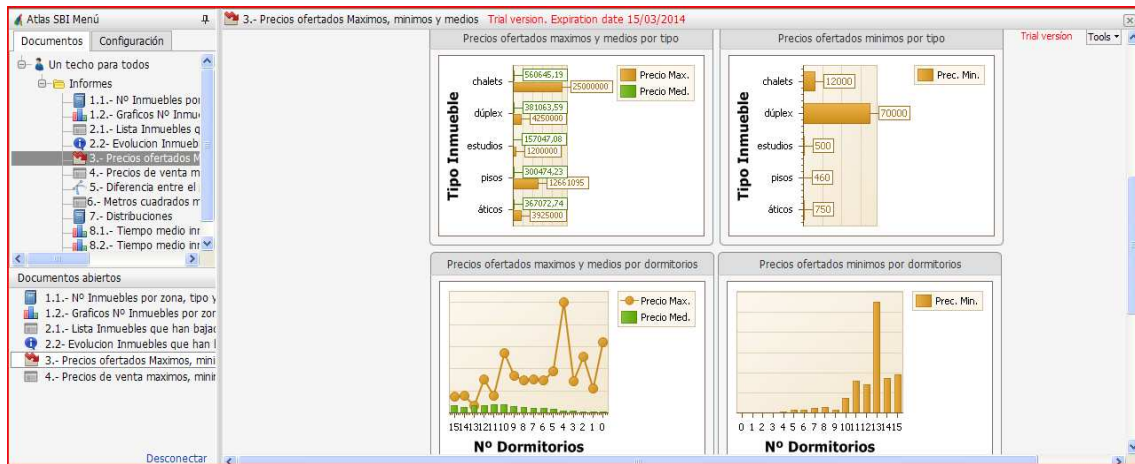 Atlas SBI Menú
Documentos Configuración
Un techo para todos
Informes
1.1.- Nº Inmuebles por
1.2.- Graficos Nº Inmu
2.1.- Lista Inmuebles q
2.2- Evolucion Inmueb
3.- Precios ofertados M
4.- Precios de venta m
5.- Diferencia entre el
6.- Metros cuadrados m
7.- Distribuciones
8.1.- Tiempo medio inr
8.2.- Tiempo medio inr
Documentos abiertos
1.1.- Nº Inmuebles por zona, tipo y
1.2.- Graficos Nº Inmuebles por zor
2.1.- Lista Inmuebles que han bajac
2.2- Evolucion Inmuebles que han l
3.- Precios ofertados Maximos, mini
4.- Precios de venta maximos, minir
Desconectar
3.- Precios ofertados Maximos, minimos y medios Trial version. Expiration date 15/03/2014
Trial version Tools
Precios ofertados maximos y medios por tipo
Tipo Inmueble
chalets 560645,19 25000000
dúplex 381063,59 4250000
estudios 157047,08 1200000
pisos 300474,23 12661095
áticos 367072,74 3925000
Precio Max.
Precio Med.
Precios ofertados minimos por tipo
Tipo Inmueble
chalets 12000
dúplex 70000
estudios 500
pisos 460
áticos 750
Prec. Min.
Precios ofertados maximos y medios por dormitorios
Precio Max.
Precio Med.
15 14 13 12 11 10 9 8 7 6 5 4 3 2 1 0
Nº Dormitorios
Precios ofertados minimos por dormitorios
Prec. Min.
0 1 2 3 4 5 6 7 8 9 10 11 12 13 14 15
Nº Dormitorios